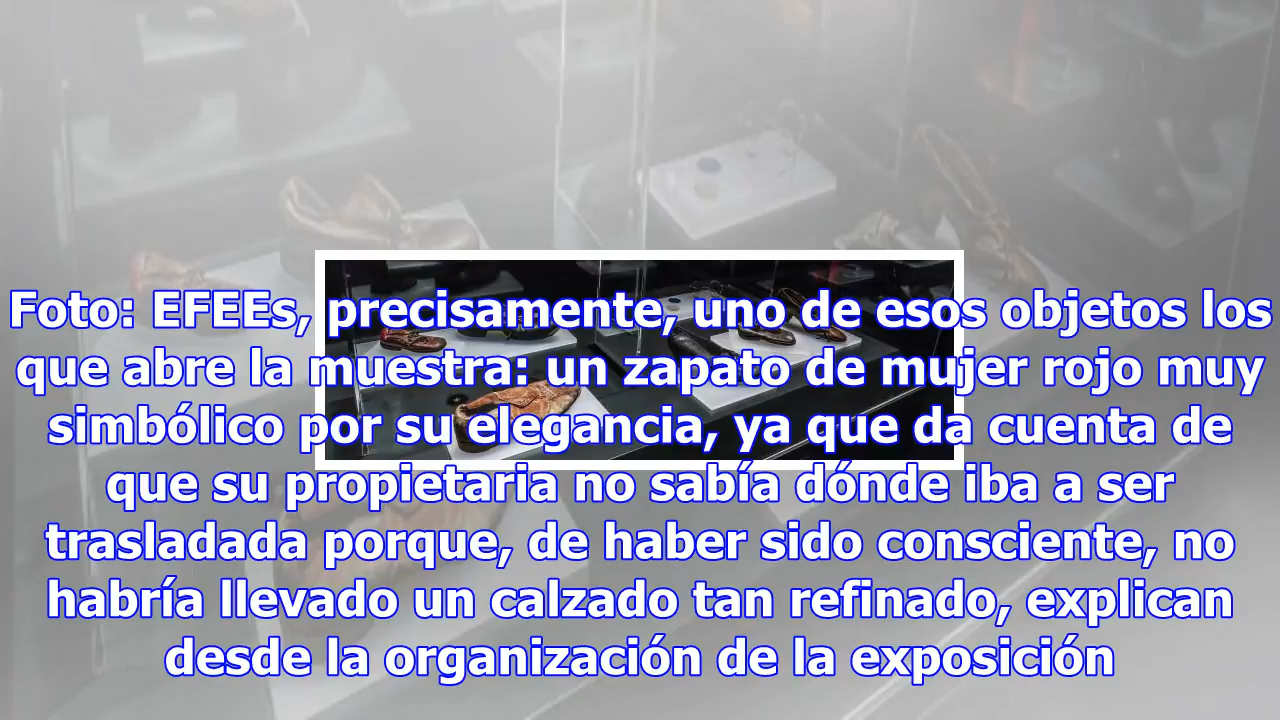 Foto: EFEEs, precisamente, uno de esos objetos los
que abre la muestra: un zapato de mujer rojo muy
simbólico por su elegancia, ya que da cuenta de
que su propietaria no sabía dónde iba a ser
trasladada porque, de haber sido consciente, no
habría llevado un calzado tan refinado, explican
desde la organización de la exposición